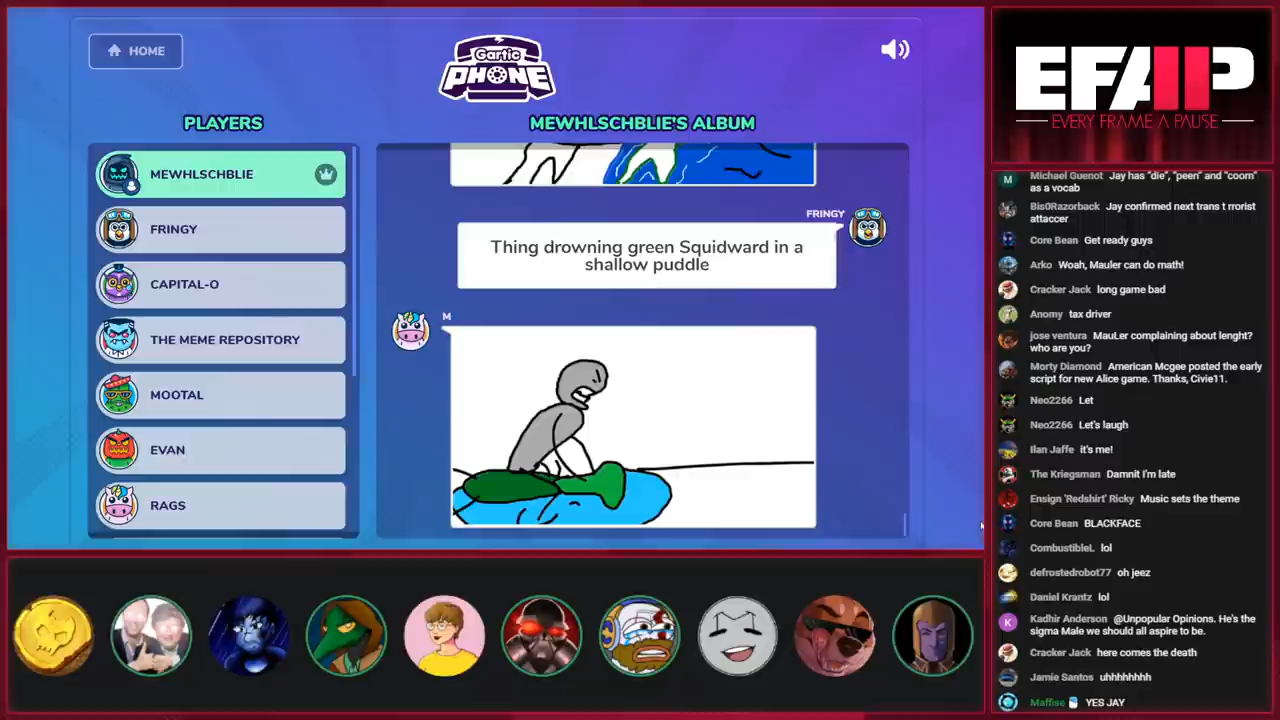 HOME
Gartic
PHONE
PLAYERS
MEWHLSCHBLIE
FRINGY
CAPITAL-O
THE MEME REPOSITORY
MOOTAL
EVAN
RAGS
MEWHLSCHBLIE'S ALBUM
FRINGY
Thing drowning green Squidward in a
shallow puddle
M
EFAP
EVERY FRAME A PAUSE
M Michael Guenot Jay has "die", "peen" and "coom"
as a vocab
Bis0Razorback Jay confirmed next trans t rrorist
attaccer
Core Bean Get ready guys
Arko Woah, Mauler can do math!
Cracker Jack long game bad
Anomy tax driver
jose ventura MauLer complaining about lenght?
who are you?
Morty Diamond American Mcgee posted the early
script for new Alice game. Thanks, Civie11.
Neo2266 Let
Neo2266 Let's laugh
Ilan Jaffe it's me!
The Kriegsman Damnit I'm late
Ensign 'Redshirt' Ricky Music sets the theme
Core Bean BLACKFACE
CombustibleL lol
defrostedrobot77 oh jeez
Daniel Krantz lol
K Kadhir Anderson @Unpopular Opinions. He's the
sigma Male we should all aspire to be.
Cracker Jack here comes the death
Jamie Santos uhhhhhhhh
Maffise YES JAY